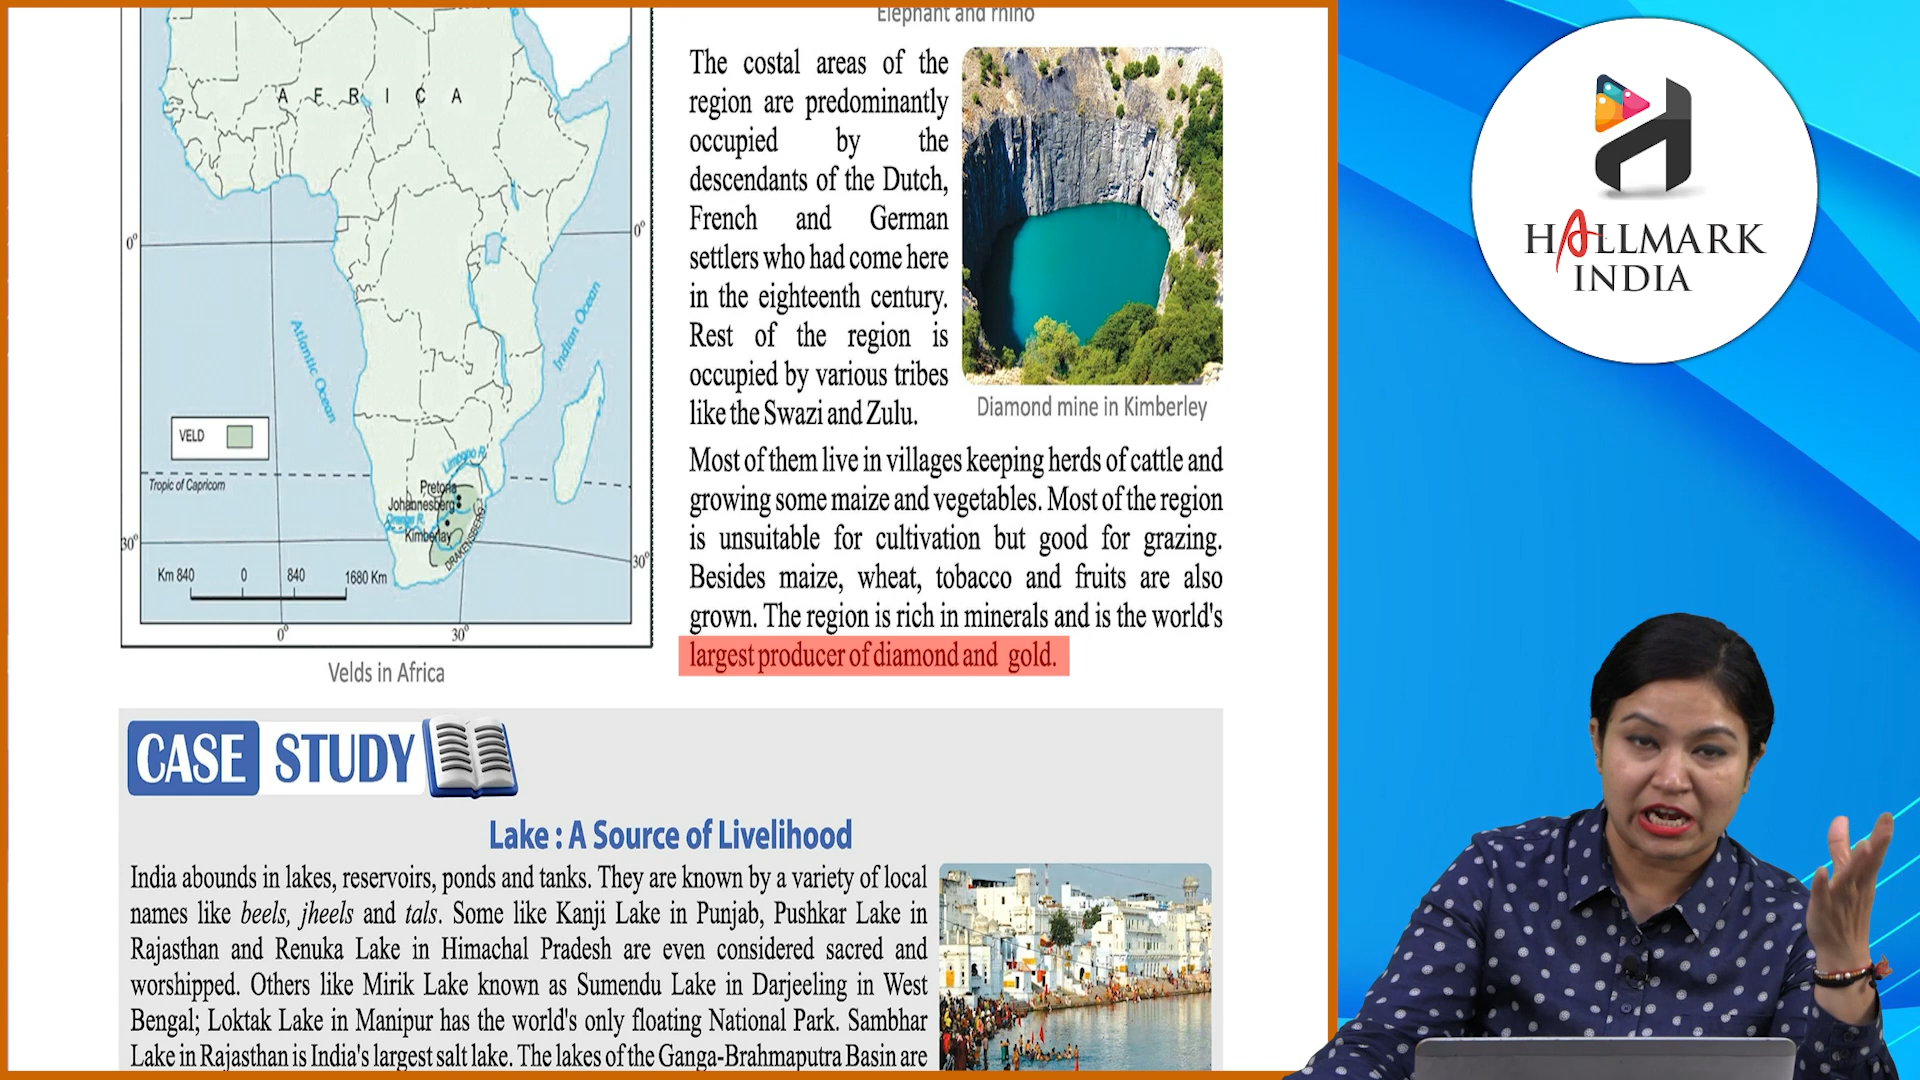 Elephant and rhino
A F R I C A
0°
0°
Atlantic Ocean
Indian Ocean
VELD
Tropic of Capricorn
Limpopo R.
Pretoria
Johannesberg
Orange R.
Kimberlay
DRAKENSBERG
30°
30°
Km 840 0 840 1680 Km
0°
30°
Velds in Africa
The costal areas of the
region are predominantly
occupied by the
descendants of the Dutch,
French and German
settlers who had come here
in the eighteenth century.
Rest of the region is
occupied by various tribes
like the Swazi and Zulu.
Diamond mine in Kimberley
Most of them live in villages keeping herds of cattle and
growing some maize and vegetables. Most of the region
is unsuitable for cultivation but good for grazing.
Besides maize, wheat, tobacco and fruits are also
grown. The region is rich in minerals and is the world's
largest producer of diamond and gold.
CASE STUDY
Lake : A Source of Livelihood
India abounds in lakes, reservoirs, ponds and tanks. They are known by a variety of local
names like beels, jheels and tals. Some like Kanji Lake in Punjab, Pushkar Lake in
Rajasthan and Renuka Lake in Himachal Pradesh are even considered sacred and
worshipped. Others like Mirik Lake known as Sumendu Lake in Darjeeling in West
Bengal; Loktak Lake in Manipur has the world's only floating National Park. Sambhar
Lake in Rajasthan is India's largest salt lake. The lakes of the Ganga-Brahmaputra Basin are
HALLMARK
INDIA